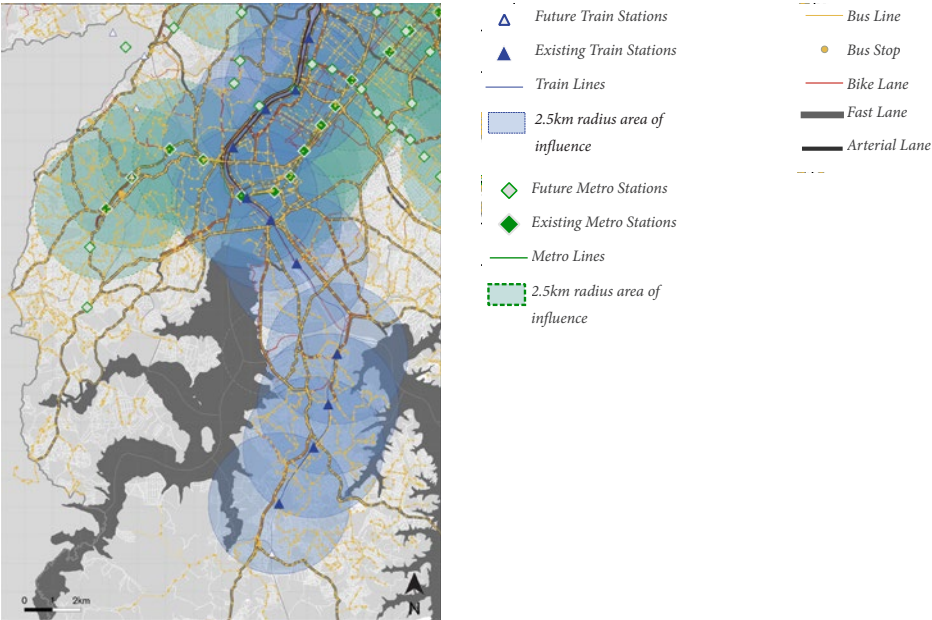 Future Train Stations
Existing Train Stations
Train Lines
2.5km radius area of
influence
Future Metro Stations
Existing Metro Stations
Metro Lines
2.5km radius area of
influence
Bus Line
Bus Stop
Bike Lane
Fast Lane
Arterial Lane
0 1 2km
N